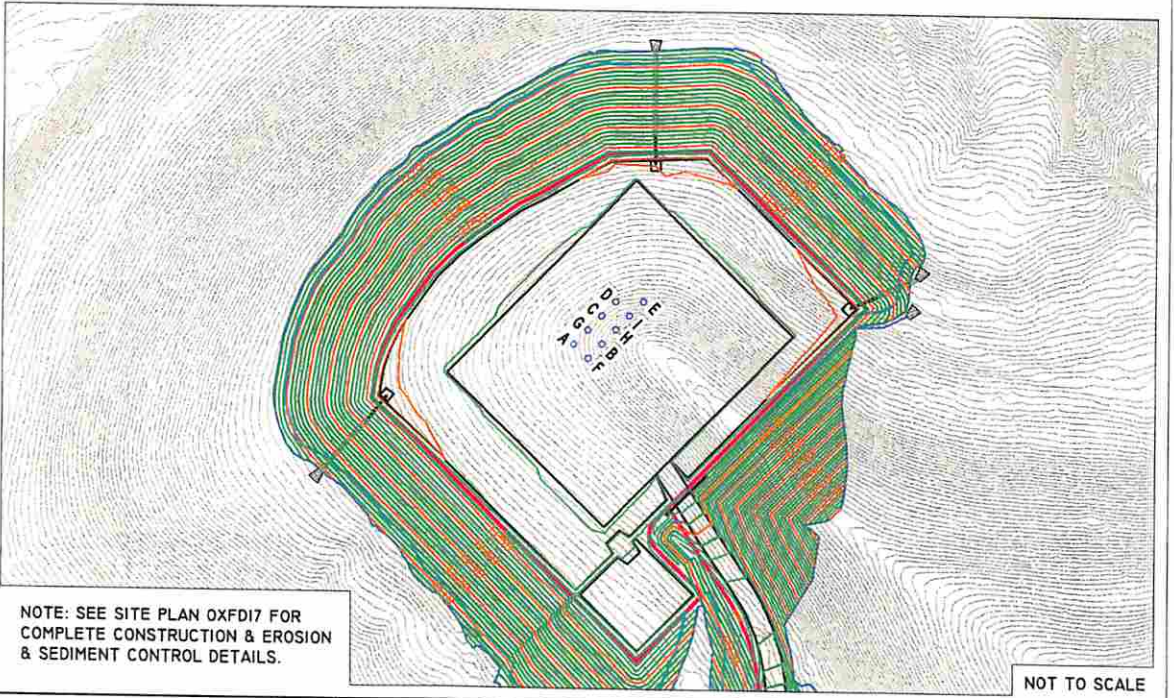 D
E
C
I
G
H
A
B
F
NOTE: SEE SITE PLAN OXFD17 FOR
COMPLETE CONSTRUCTION & EROSION
& SEDIMENT CONTROL DETAILS.
NOT TO SCALE